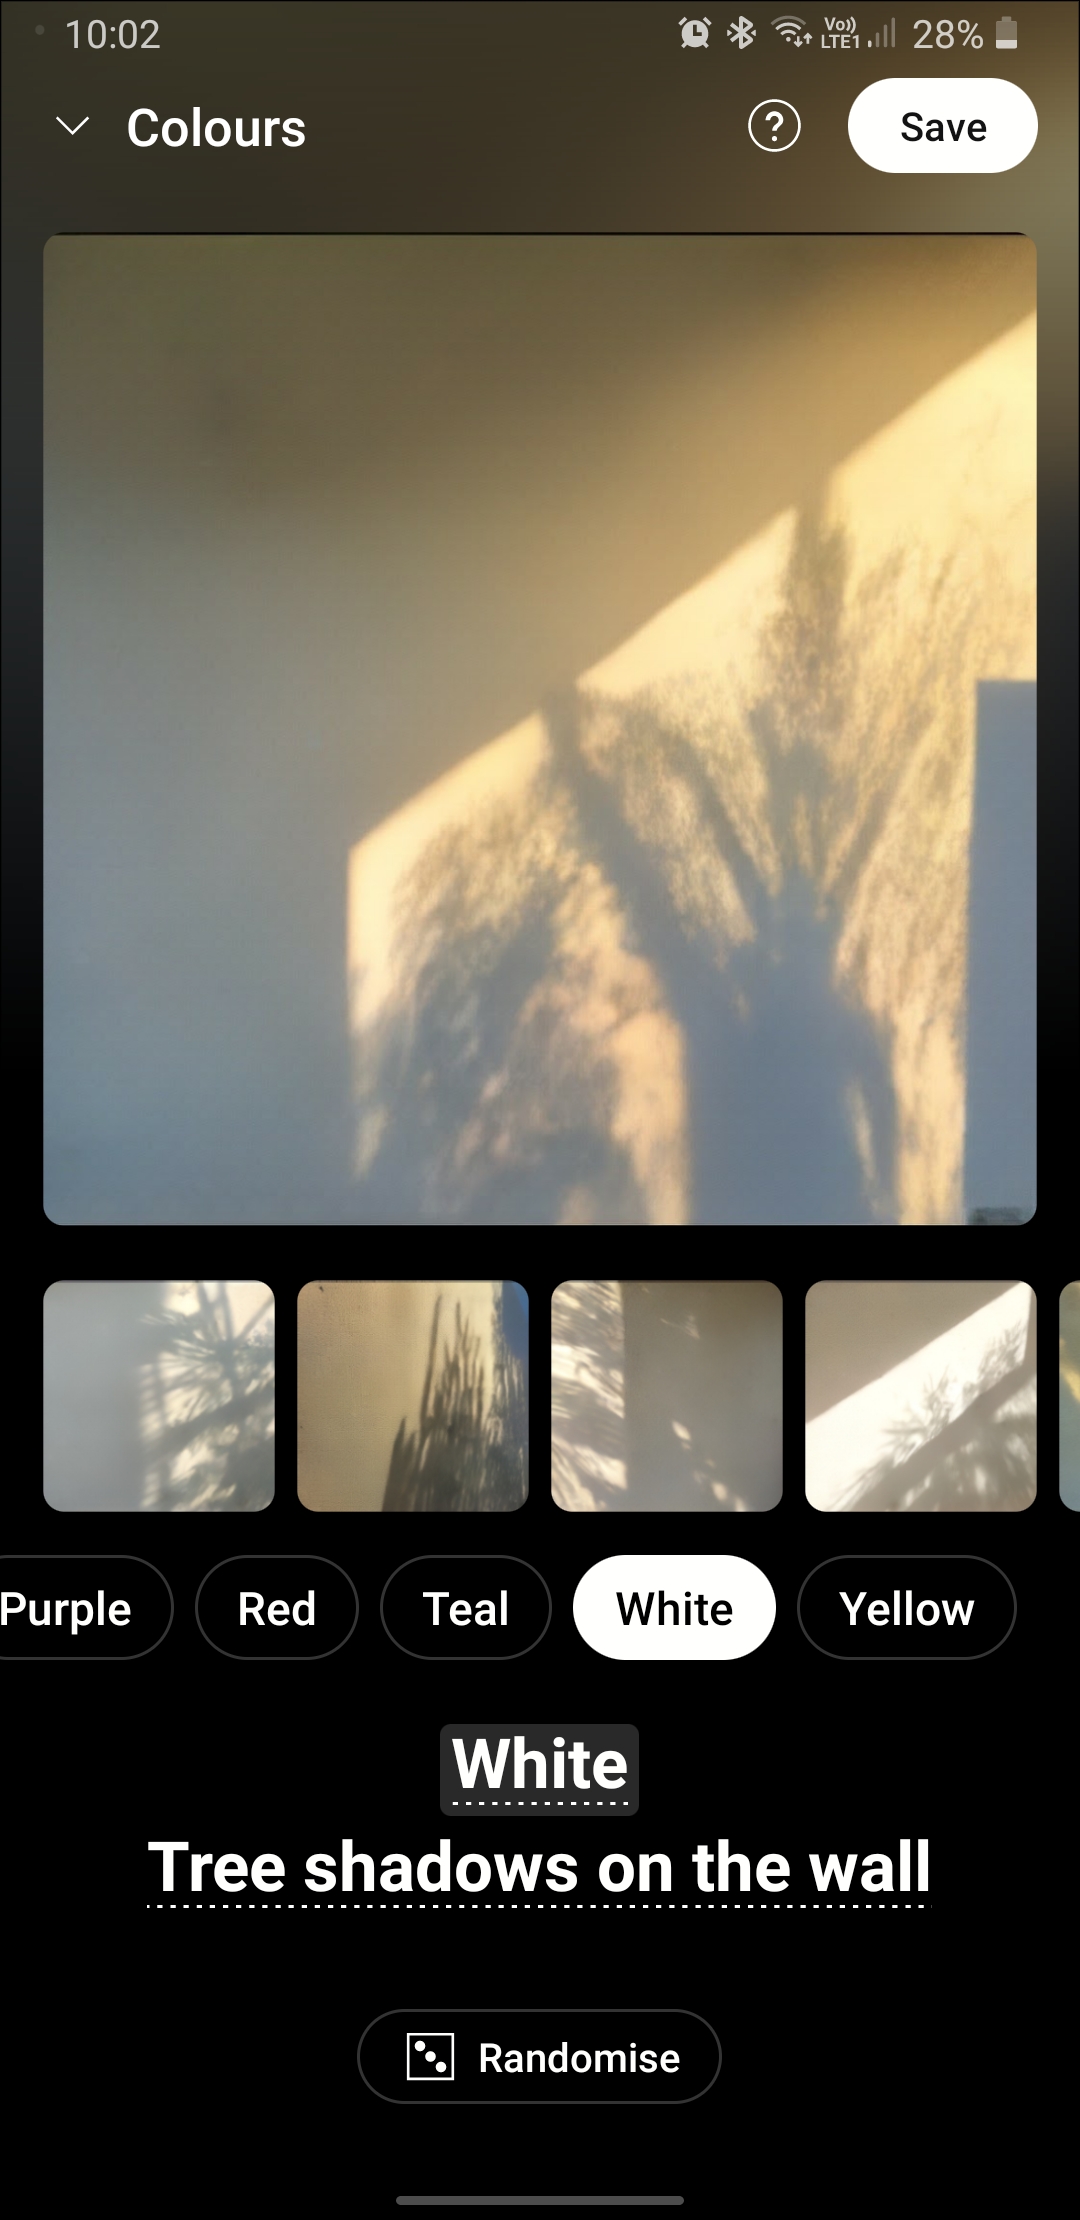 10:02
Vo)) LTE1 28%
Colours
? Save
Purple Red Teal White Yellow
White
Tree shadows on the wall
Randomise